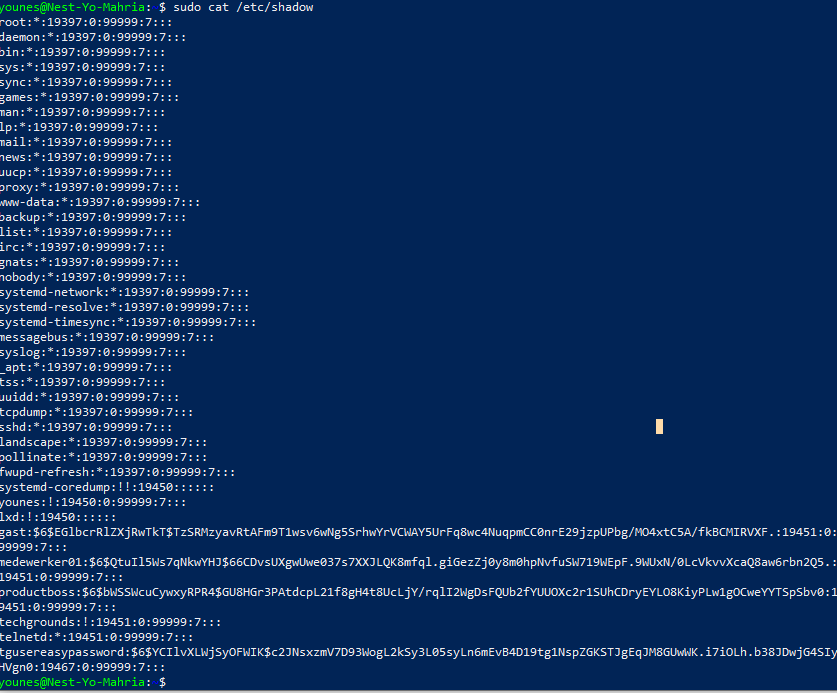 younes@Nest-Yo-Mahria: $ sudo cat /etc/shadow
root:*:19397:0:99999:7:::
daemon:*:19397:0:99999:7:::
bin:*:19397:0:99999:7:::
sys:*:19397:0:99999:7:::
sync:*:19397:0:99999:7:::
games:*:19397:0:99999:7:::
man:*:19397:0:99999:7:::
lp:*:19397:0:99999:7:::
mail:*:19397:0:99999:7:::
news:*:19397:0:99999:7:::
uucp:*:19397:0:99999:7:::
proxy:*:19397:0:99999:7:::
www-data:*:19397:0:99999:7:::
backup:*:19397:0:99999:7:::
list:*:19397:0:99999:7:::
irc:*:19397:0:99999:7:::
gnats:*:19397:0:99999:7:::
nobody:*:19397:0:99999:7:::
systemd-network:*:19397:0:99999:7:::
systemd-resolve:*:19397:0:99999:7:::
systemd-timesync:*:19397:0:99999:7:::
messagebus:*:19397:0:99999:7:::
syslog:*:19397:0:99999:7:::
_apt:*:19397:0:99999:7:::
tss:*:19397:0:99999:7:::
uuidd:*:19397:0:99999:7:::
tcpdump:*:19397:0:99999:7:::
sshd:*:19397:0:99999:7:::
landscape:*:19397:0:99999:7:::
pollinate:*:19397:0:99999:7:::
fwupd-refresh:*:19397:0:99999:7:::
systemd-coredump:!!:19450::::::
younes:!:19450:0:99999:7:::
lxd:!:19450::::::
gast:$6$EGlbcrRlZXjRwTkT$TzSRMzyavRtAFm9T1wsv6wNg5SrhwYrVCWAY5UrFq8wc4NuqpmCC0nrE29jzpUPbg/MO4xtC5A/fkBCMIRVXF.:19451:0:
99999:7:::
medewerker01:$6$QtuIl5Ws7qNkwYHJ$66CDvsUXgwUwe037s7XXJLQK8mfql.giGezZj0y8m0hpNvfuSW719WEpF.9WUxN/0LcVkvvXcaQ8aw6rbn2Q5.:
19451:0:99999:7:::
productboss:$6$bWSSWcuCywxyRPR4$GU8HGr3PAtdcpL21f8gH4t8UcLjY/rqlI2WgDsFQUb2fYUUOXc2r1SUhCDryEYLO8KiyPLw1gOCweYYTSpSbv0:1
9451:0:99999:7:::
techgrounds:!:19451:0:99999:7:::
telnetd:*:19451:0:99999:7:::
tgusereasypassword:$6$YCIlvXLWjSyOFWIK$c2JNsxzmV7D93WogL2kSy3L05syLn6mEvB4D19tg1NspZGKSTJgEqJM8GUwWK.i7iOLh.b38JDwjG4SIy
HVgn0:19467:0:99999:7:::
younes@Nest-Yo-Mahria: $